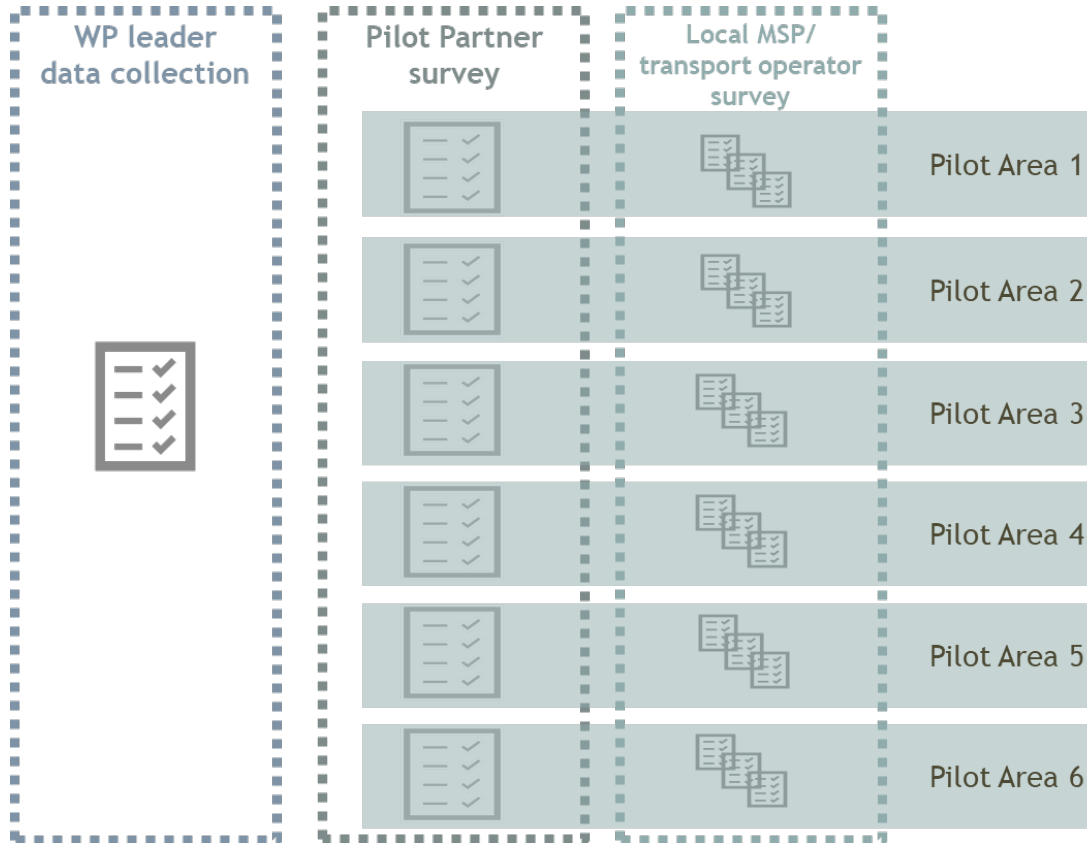 WP leader
data collection
Pilot Partner
survey
Local MSP/
transport operator
survey
Pilot Area 1
Pilot Area 2
Pilot Area 3
Pilot Area 4
Pilot Area 5
Pilot Area 6